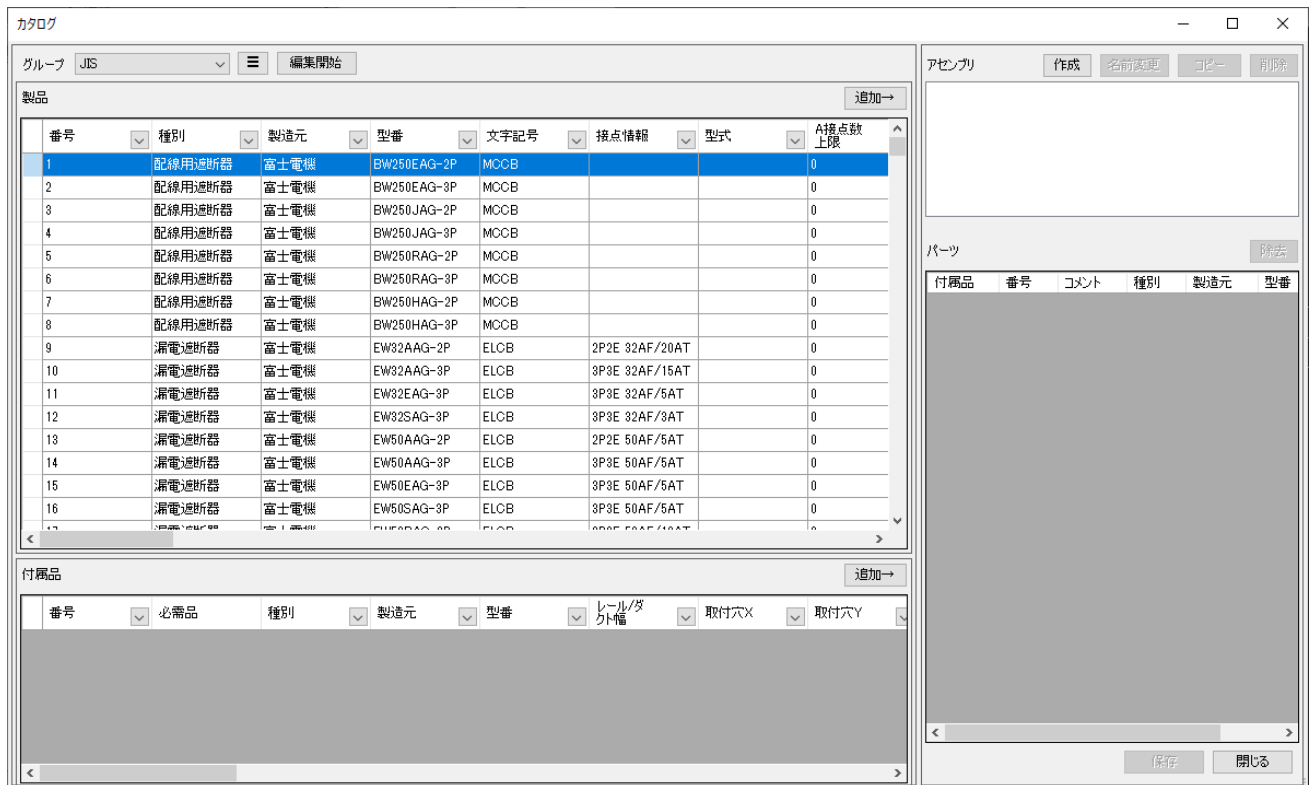 カタログ
グループ JIS ☰ 編集開始
製品 追加→
番号 種別 製造元 型番 文字記号 接点情報 型式 A接点数上限
1 配線用遮断器 富士電機 BW250EAG-2P MCCB 0
2 配線用遮断器 富士電機 BW250EAG-3P MCCB 0
3 配線用遮断器 富士電機 BW250JAG-2P MCCB 0
4 配線用遮断器 富士電機 BW250JAG-3P MCCB 0
5 配線用遮断器 富士電機 BW250RAG-2P MCCB 0
6 配線用遮断器 富士電機 BW250RAG-3P MCCB 0
7 配線用遮断器 富士電機 BW250HAG-2P MCCB 0
8 配線用遮断器 富士電機 BW250HAG-3P MCCB 0
9 漏電遮断器 富士電機 EW32AAG-2P ELCB 2P2E 32AF/20AT 0
10 漏電遮断器 富士電機 EW32AAG-3P ELCB 3P3E 32AF/15AT 0
11 漏電遮断器 富士電機 EW32EAG-3P ELCB 3P3E 32AF/5AT 0
12 漏電遮断器 富士電機 EW32SAG-3P ELCB 3P3E 32AF/3AT 0
13 漏電遮断器 富士電機 EW50AAG-2P ELCB 2P2E 50AF/5AT 0
14 漏電遮断器 富士電機 EW50AAG-3P ELCB 3P3E 50AF/5AT 0
15 漏電遮断器 富士電機 EW50EAG-3P ELCB 3P3E 50AF/5AT 0
16 漏電遮断器 富士電機 EW50SAG-3P ELCB 3P3E 50AF/5AT 0
付属品 追加→
番号 必需品 種別 製造元 型番 レール/ダクト幅 取付穴X 取付穴Y
アセンブリ 作成 名前変更 コピー 削除
パーツ 除去
付属品 番号 コメント 種別 製造元 型番
保存 閉じる